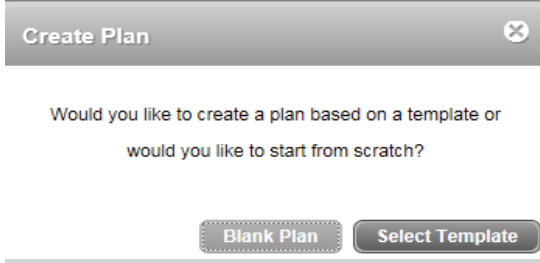 Create Plan
Would you like to create a plan based on a template or
would you like to start from scratch?
Blank Plan
Select Template